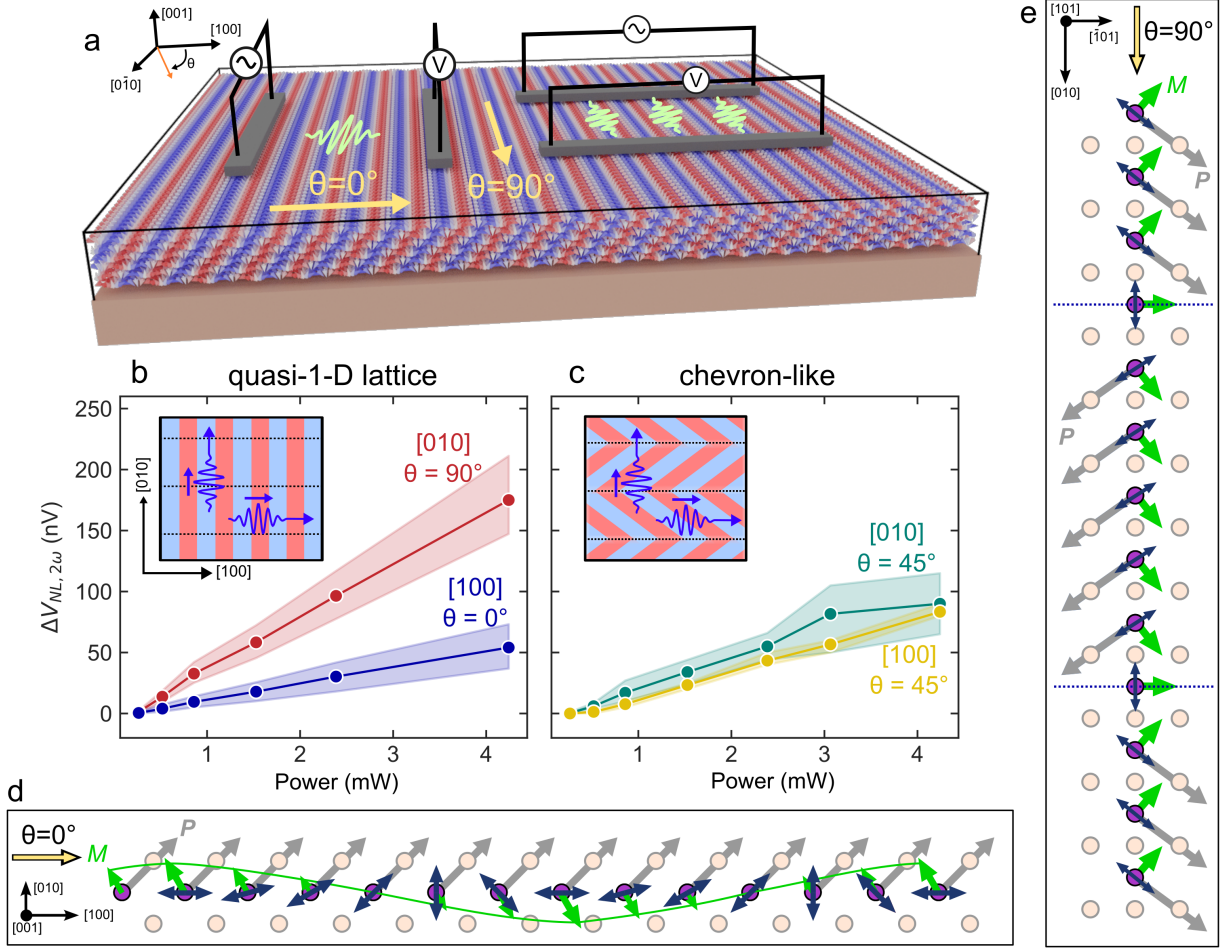 a
[001]
[100]
[01̄0]
θ
V
V
θ=0°
θ=90°
b
quasi-1-D lattice
c
chevron-like
ΔV_NL, 2ω (nV)
250
200
150
100
50
0
[010]
[100]
[010]
θ = 90°
[100]
θ = 0°
1
2
3
4
Power (mW)
[010]
θ = 45°
[100]
θ = 45°
1
2
3
4
Power (mW)
d
θ=0°
M
P
[010]
[001]
[100]
e
[101]
[1̄01]
[010]
θ=90°
M
P
P